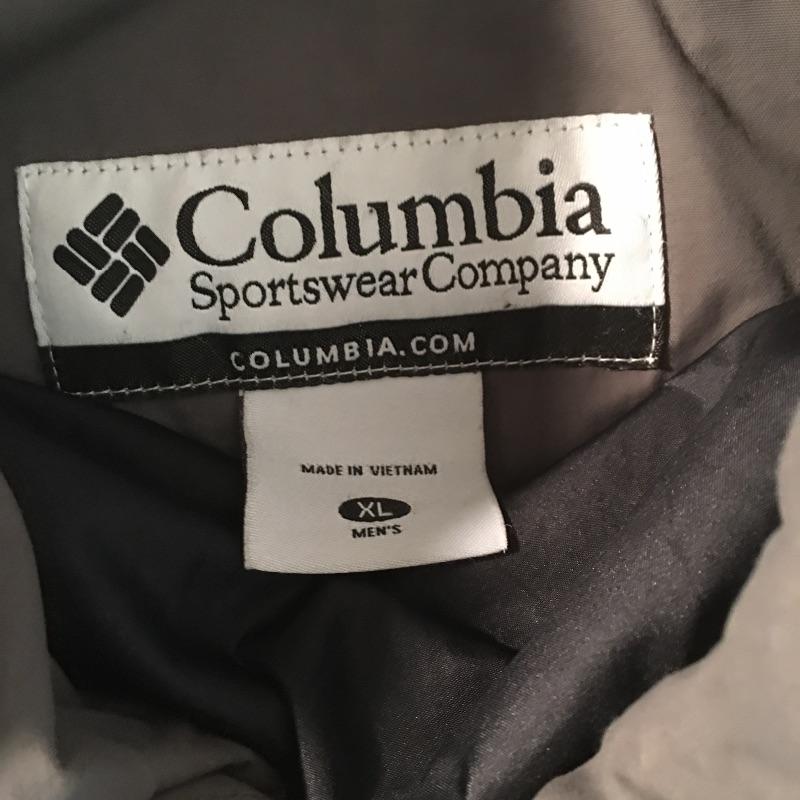 Columbia
Sportswear Company
COLUMBIA.COM
MADE IN VIETNAM
XL
MEN'S